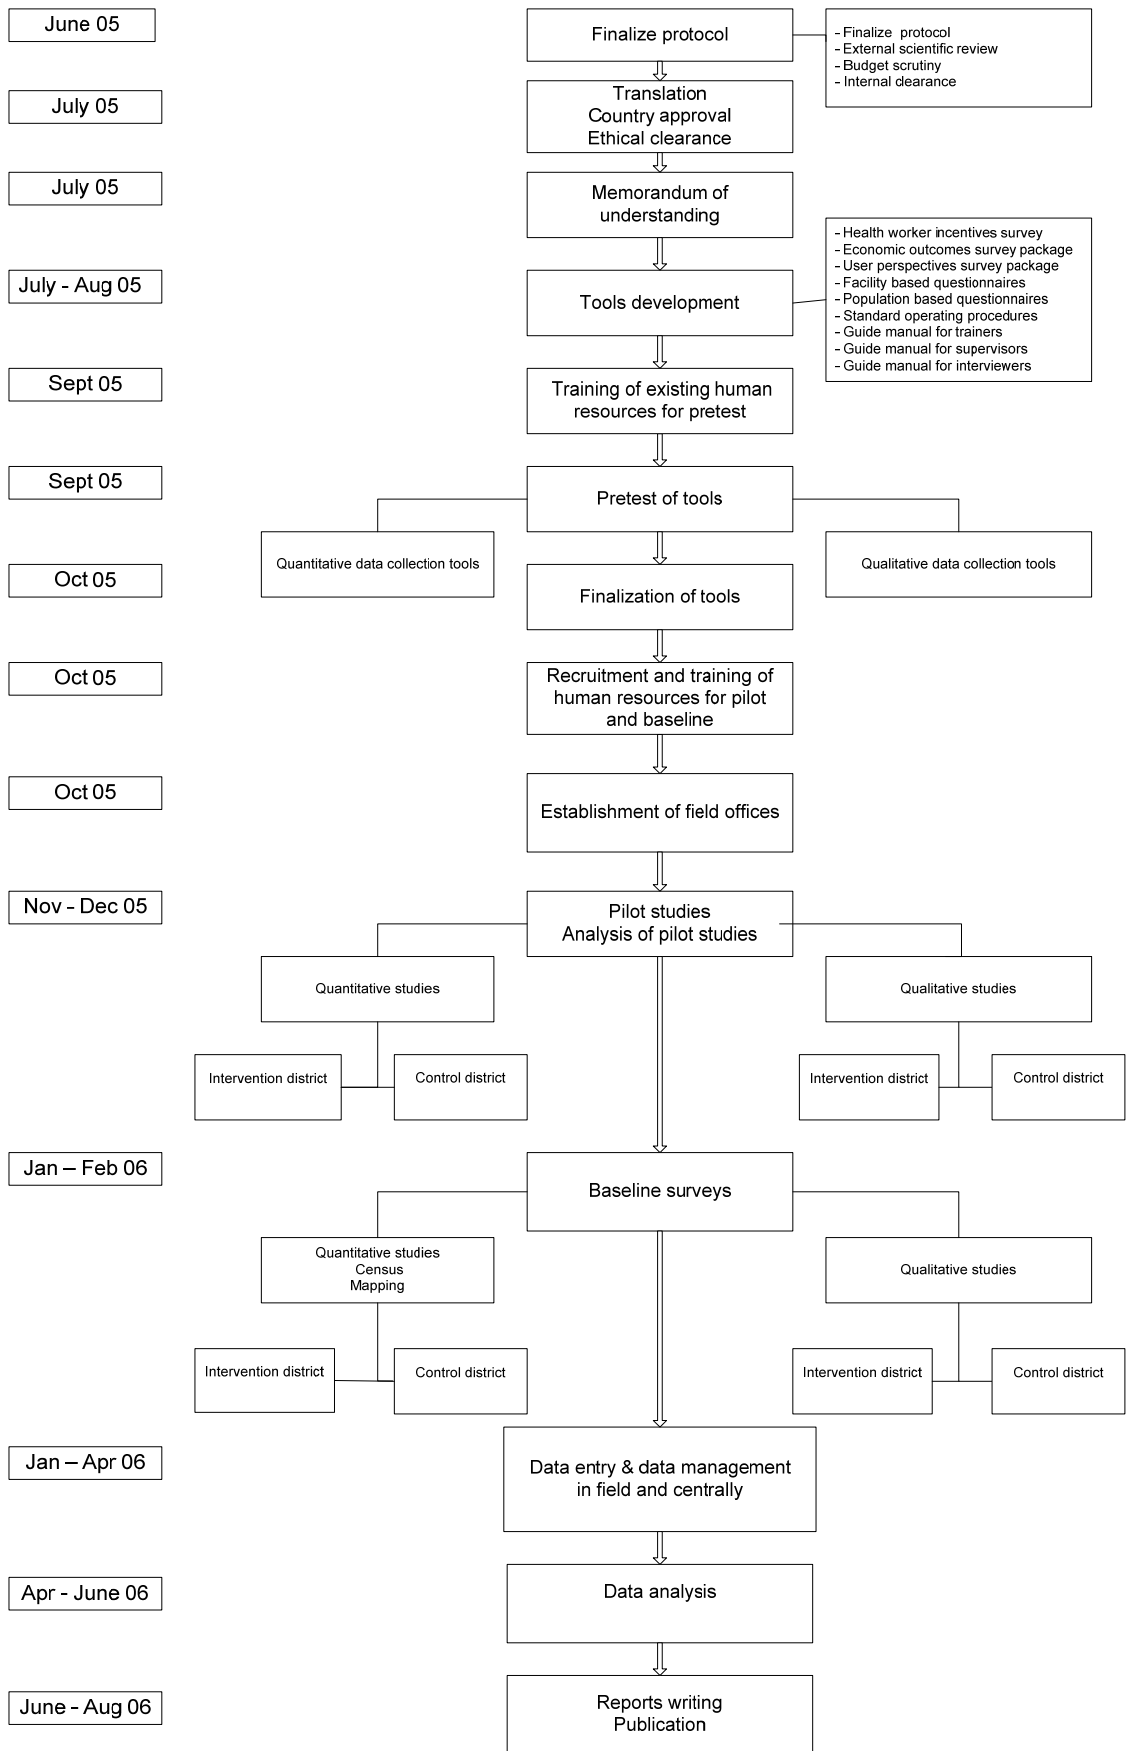 June 05
Finalize protocol
- Finalize protocol
- External scientific review
- Budget scrutiny
- Internal clearance
July 05
Translation
Country approval
Ethical clearance
July 05
Memorandum of
understanding
July - Aug 05
Tools development
- Health worker incentives survey
- Economic outcomes survey package
- User perspectives survey package
- Facility based questionnaires
- Population based questionnaires
- Standard operating procedures
- Guide manual for trainers
- Guide manual for supervisors
- Guide manual for interviewers
Sept 05
Training of existing human
resources for pretest
Sept 05
Pretest of tools
Quantitative data collection tools
Qualitative data collection tools
Oct 05
Finalization of tools
Oct 05
Recruitment and training of
human resources for pilot
and baseline
Oct 05
Establishment of field offices
Nov - Dec 05
Pilot studies
Analysis of pilot studies
Quantitative studies
Qualitative studies
Intervention district
Control district
Intervention district
Control district
Jan – Feb 06
Baseline surveys
Quantitative studies
Census
Mapping
Qualitative studies
Intervention district
Control district
Intervention district
Control district
Jan – Apr 06
Data entry & data management
in field and centrally
Apr - June 06
Data analysis
June - Aug 06
Reports writing
Publication